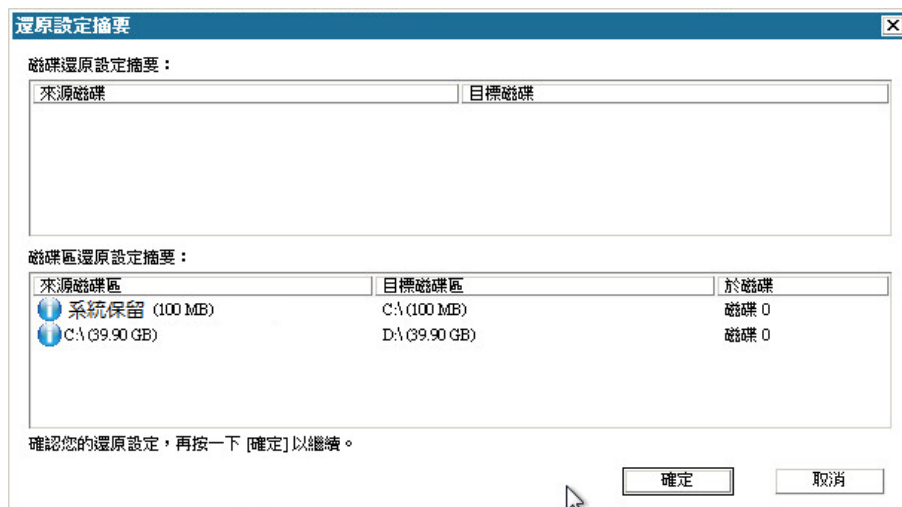 還原設定摘要
磁碟還原設定摘要：
來源磁碟 目標磁碟
磁碟區還原設定摘要：
來源磁碟區 目標磁碟區 於磁碟
系統保留 (100 MB) C:\ (100 MB) 磁碟 0
C:\ (39.90 GB) D:\ (39.90 GB) 磁碟 0
確認您的還原設定，再按一下 [確定] 以繼續。
確定 取消